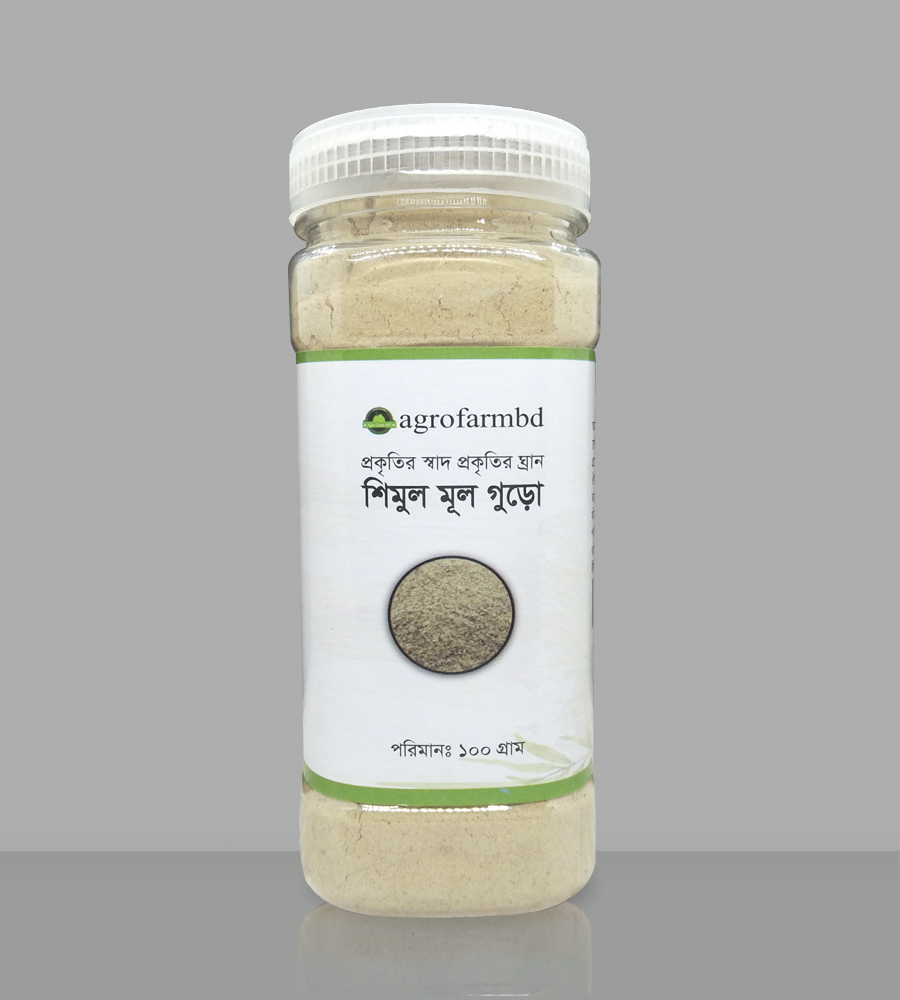 agrofarmbd
প্রকৃতির স্বাদ প্রকৃতির ঘ্রান
শিমুল মূল গুড়ো
পরিমানঃ ১০০ গ্রাম